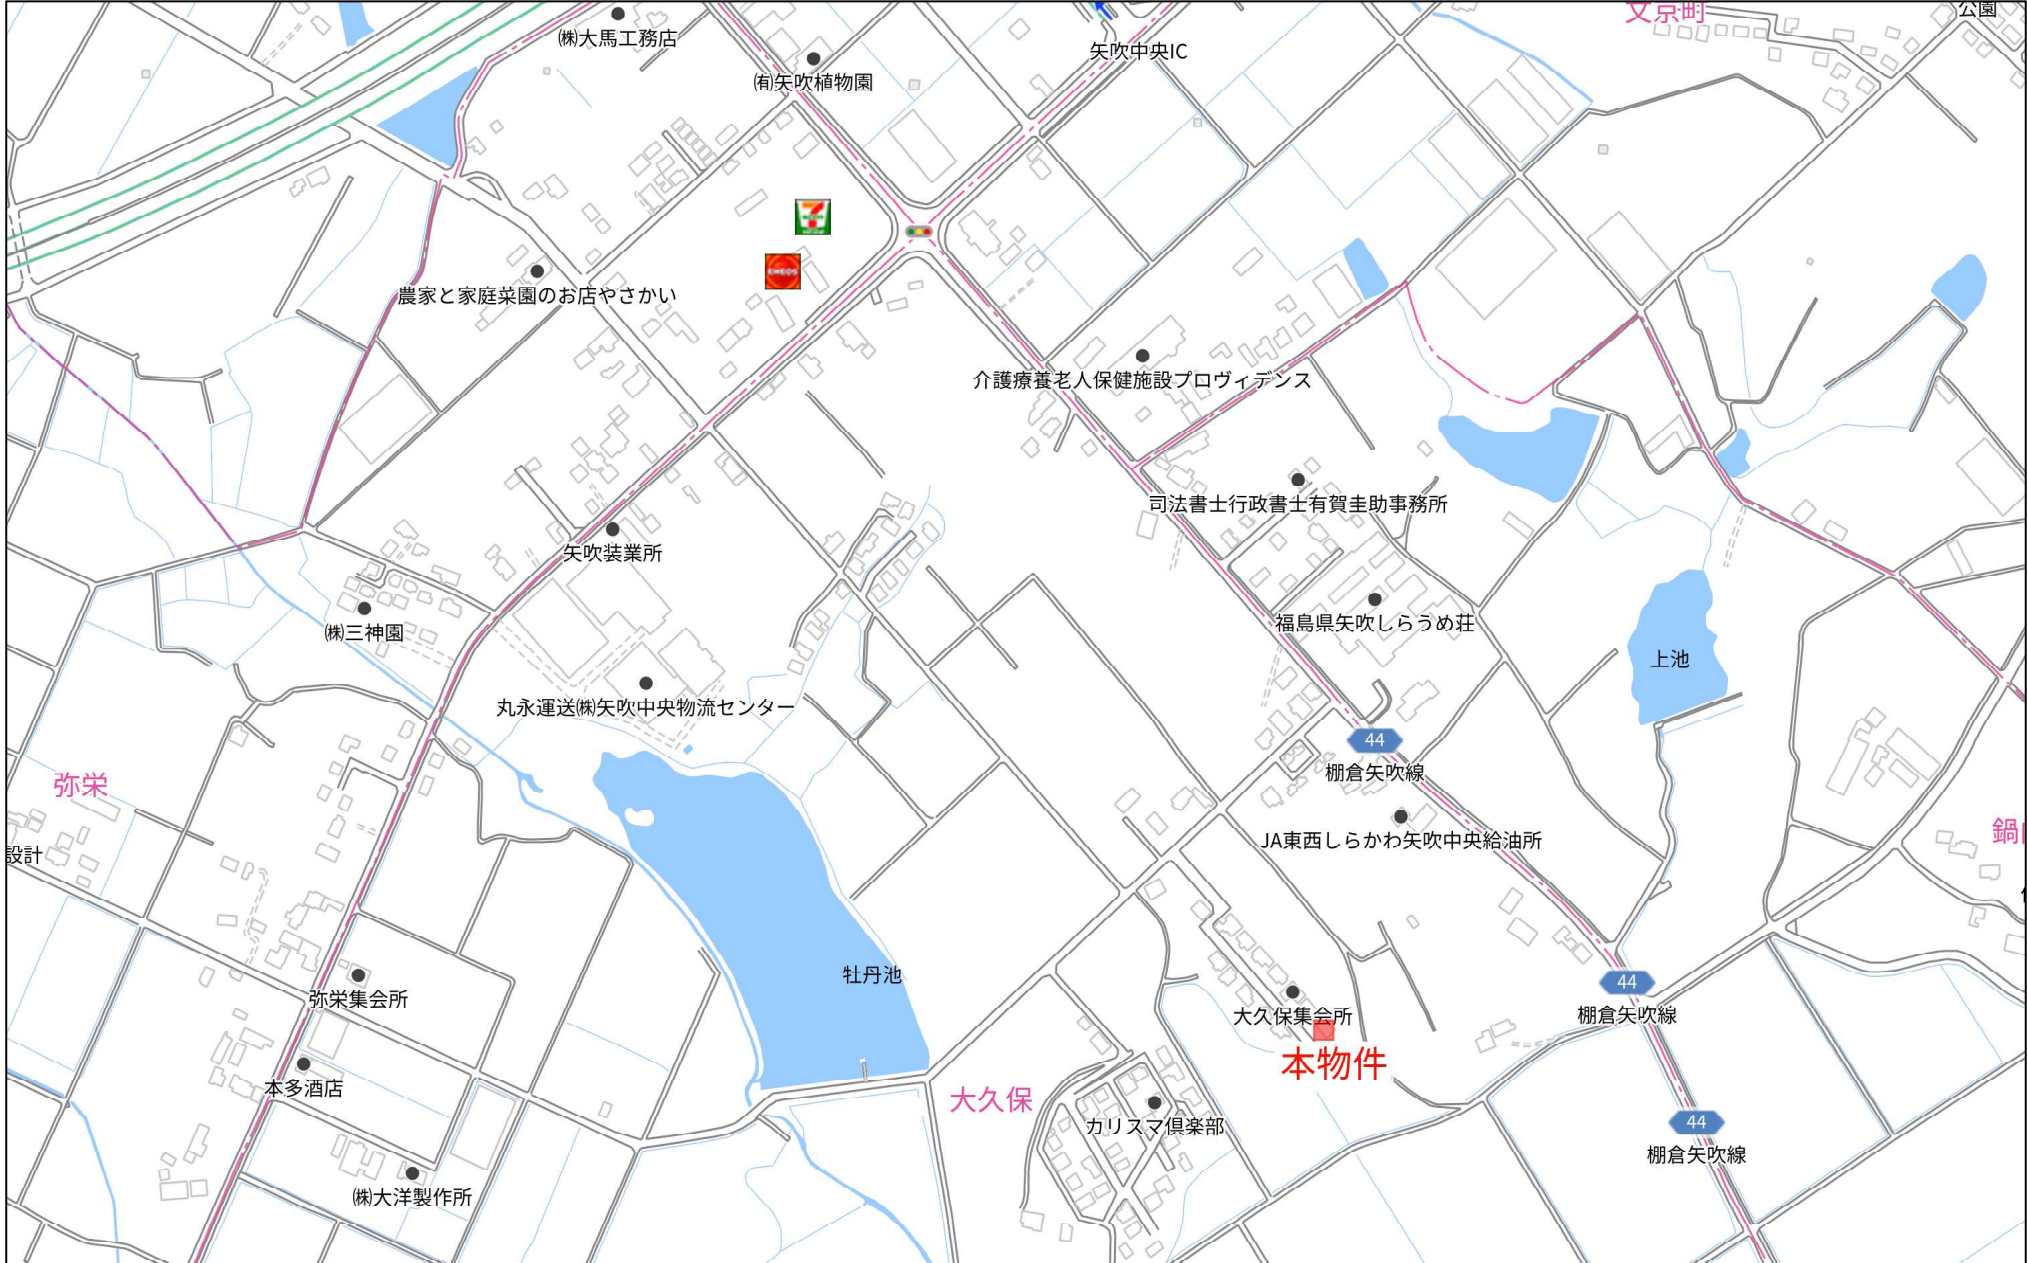 文京町
公園
㈱大馬工務店
矢吹中央IC
㈲矢吹植物園
農家と家庭菜園のお店やさかい
ENEOS
介護療養老人保健施設プロヴィデンス
司法書士行政書士有賀圭助事務所
矢吹装業所
㈱三神園
福島県矢吹しらうめ荘
上池
丸永運送㈱矢吹中央物流センター
44
棚倉矢吹線
弥栄
鍋
設計
JA東西しらかわ矢吹中央給油所
牡丹池
44
棚倉矢吹線
弥栄集会所
大久保集会所
本物件
本多酒店
大久保
カリスマ倶楽部
44
棚倉矢吹線
㈱大洋製作所